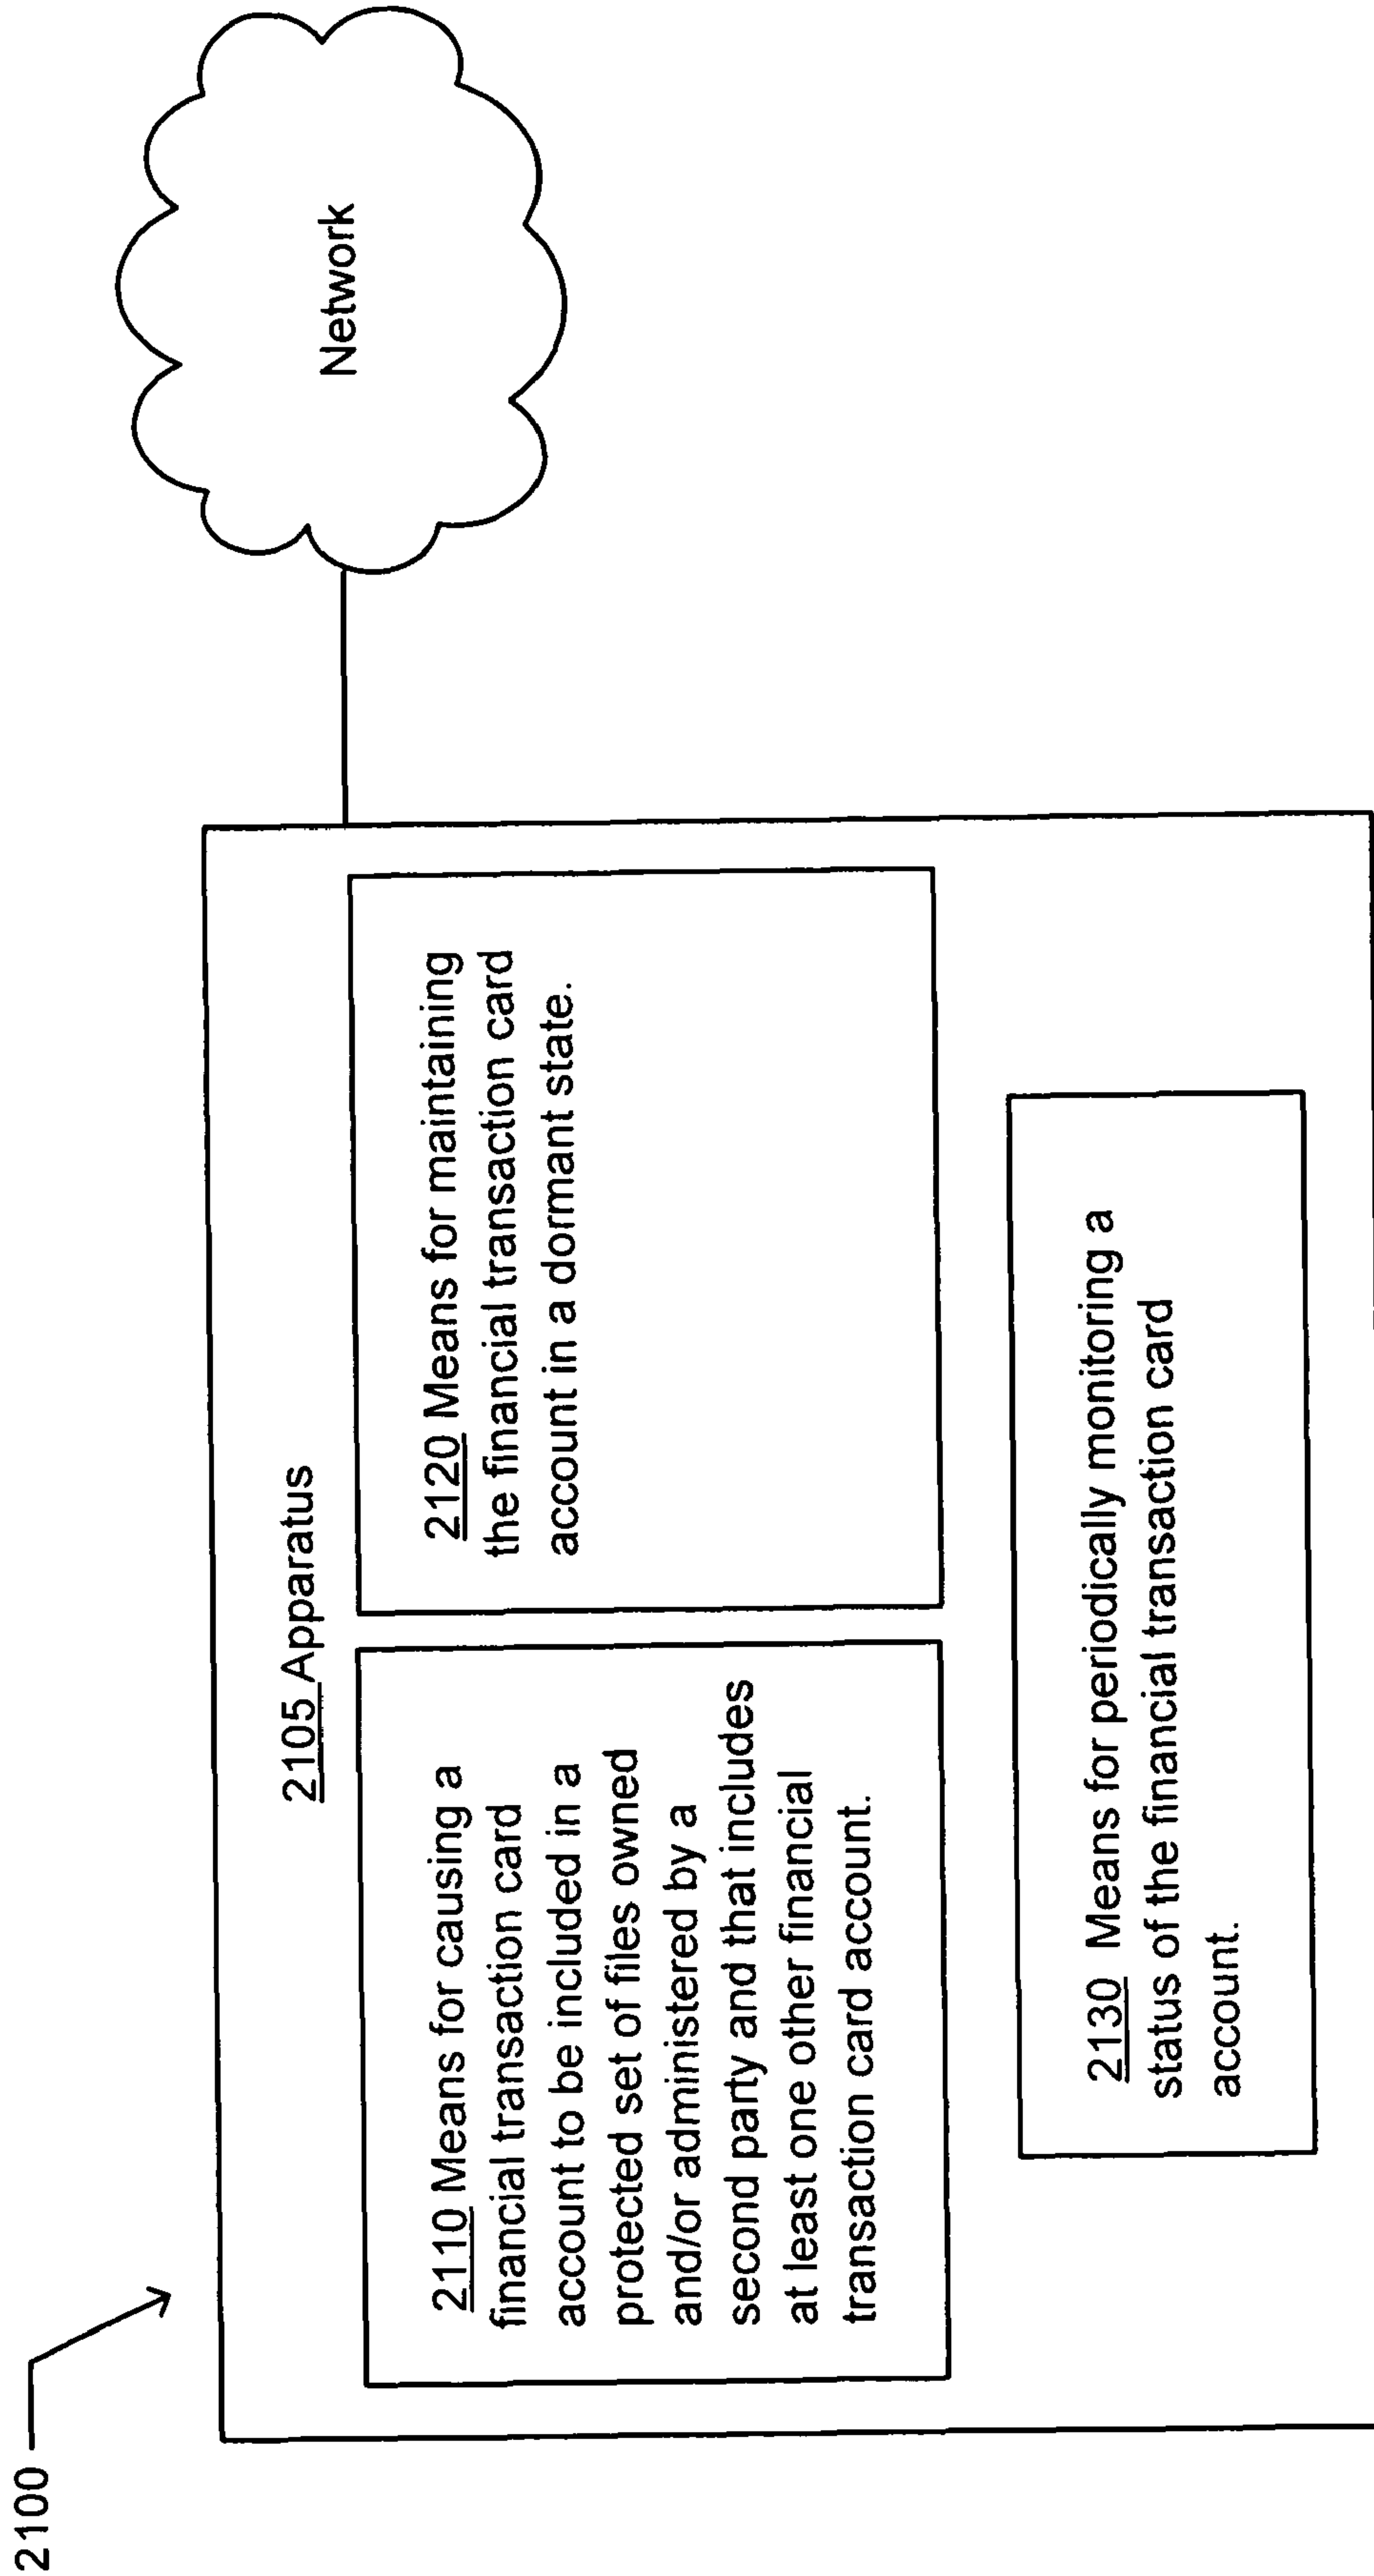 2100
2105 Apparatus
2110 Means for causing a
financial transaction card
account to be included in a
protected set of files owned
and/or administered by a
second party and that includes
at least one other financial
transaction card account.
2120 Means for maintaining
the financial transaction card
account in a dormant state.
2130 Means for periodically monitoring a
status of the financial transaction card
account.
Network